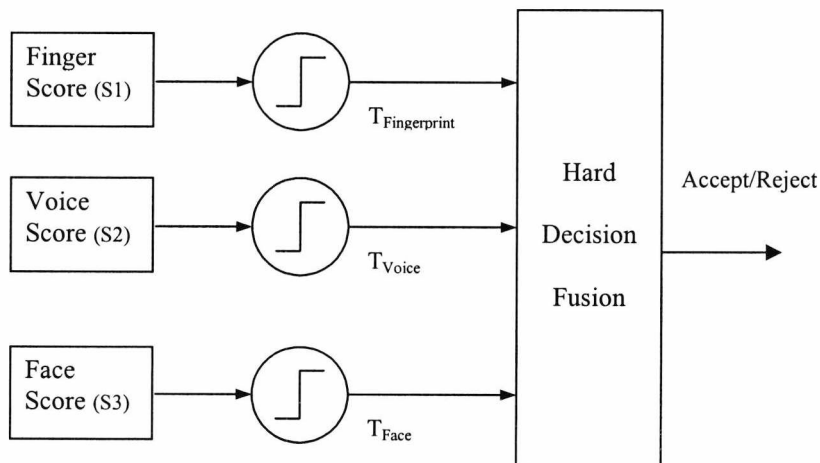 Finger
Score (S1)
T_Fingerprint
Voice
Score (S2)
T_Voice
Face
Score (S3)
T_Face
Hard
Decision
Fusion
Accept/Reject